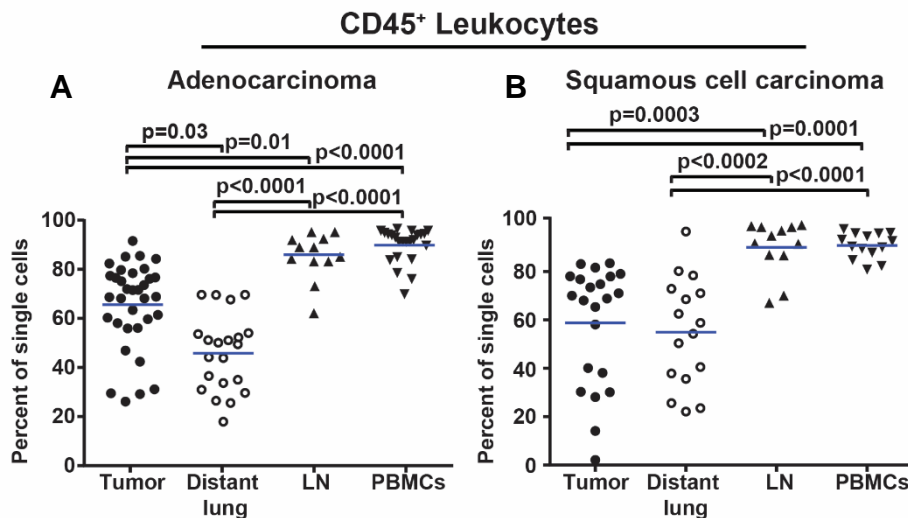 CD45⁺ Leukocytes
A
Adenocarcinoma
p=0.03
p=0.01
p<0.0001
p<0.0001
p<0.0001
Percent of single cells
100
80
60
40
20
0
Tumor
Distant
lung
LN
PBMCs
B
Squamous cell carcinoma
p=0.0003
p=0.0001
p<0.0002
p<0.0001
Percent of single cells
100
80
60
40
20
0
Tumor
Distant
lung
LN
PBMCs